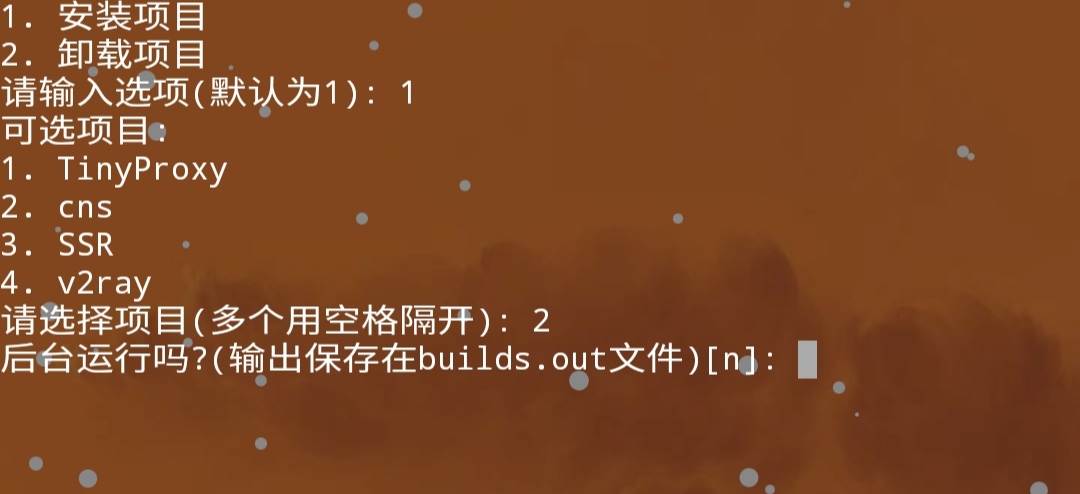 1. 安装项目
2. 卸载项目
请输入选项(默认为1): 1
可选项目:
1. TinyProxy
2. cns
3. SSR
4. v2ray
请选择项目(多个用空格隔开): 2
后台运行吗?(输出保存在builds.out文件)[n]: